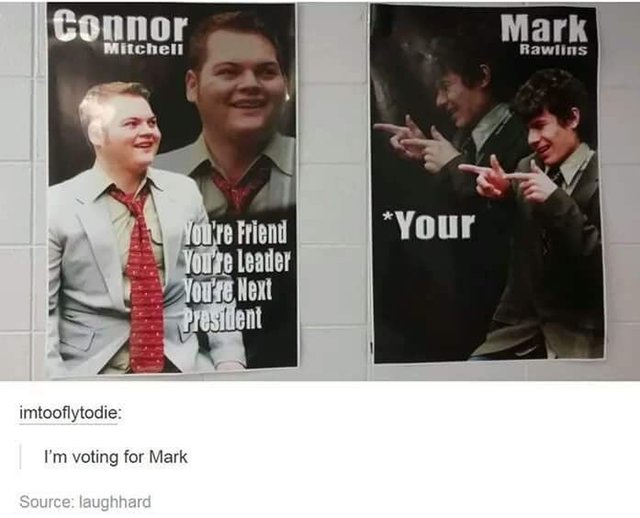 Connor
Mitchell
You're Friend
You're Leader
You're Next
President
Mark
Rawlins
*Your
imtooflytodie:
I'm voting for Mark
Source: laughhard